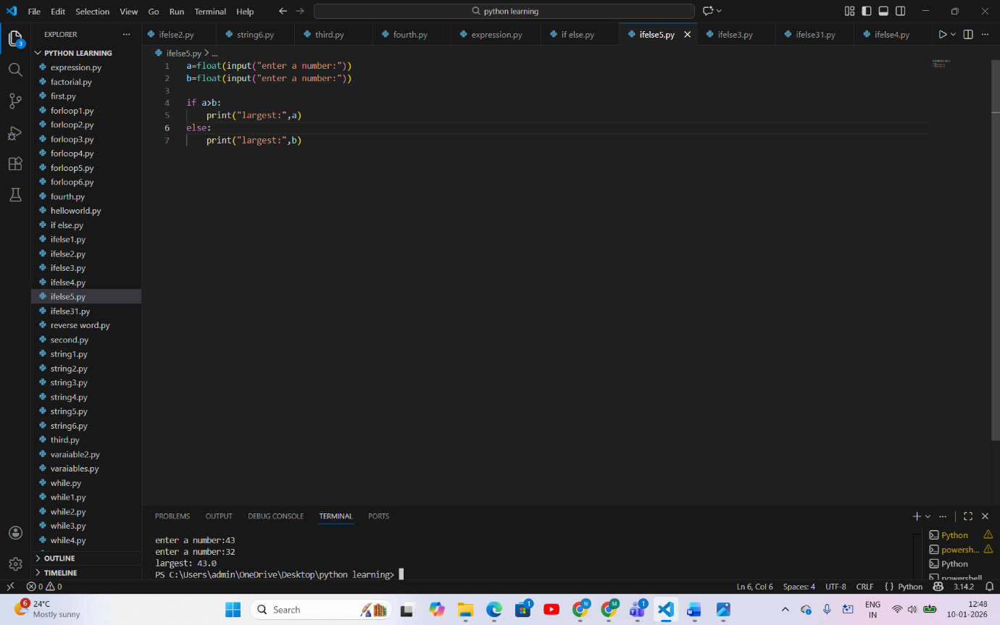 File Edit Selection View Go Run Terminal Help
python learning
EXPLORER
ifelse2.py string6.py third.py fourth.py expression.py if else.py ifelse5.py ifelse3.py ifelse31.py ifelse4.py
3
PYTHON LEARNING
expression.py
factorial.py
first.py
forloop1.py
forloop2.py
forloop3.py
forloop4.py
forloop5.py
forloop6.py
fourth.py
helloworld.py
if else.py
ifelse1.py
ifelse2.py
ifelse3.py
ifelse4.py
ifelse5.py
ifelse31.py
reverse word.py
second.py
string1.py
string2.py
string3.py
string4.py
string5.py
string6.py
third.py
varaiable2.py
varaiables.py
while.py
while1.py
while2.py
while3.py
while4.py
OUTLINE
TIMELINE
ifelse5.py > ...
1 a=float(input("enter a number:"))
2 b=float(input("enter a number:"))
3
4 if a>b:
5 print("largest:",a)
6 else:
7 print("largest:",b)
PROBLEMS OUTPUT DEBUG CONSOLE TERMINAL PORTS
enter a number:43
enter a number:32
largest: 43.0
PS C:\Users\admin\OneDrive\Desktop\python learning>
Python
powersh...
Python
powershell
0 0
Ln 6, Col 6 Spaces: 4 UTF-8 CRLF { } Python 3.14.2
6
24°C
Mostly sunny
Search
1
N
M
1
ENG
IN
12:48
10-01-2026